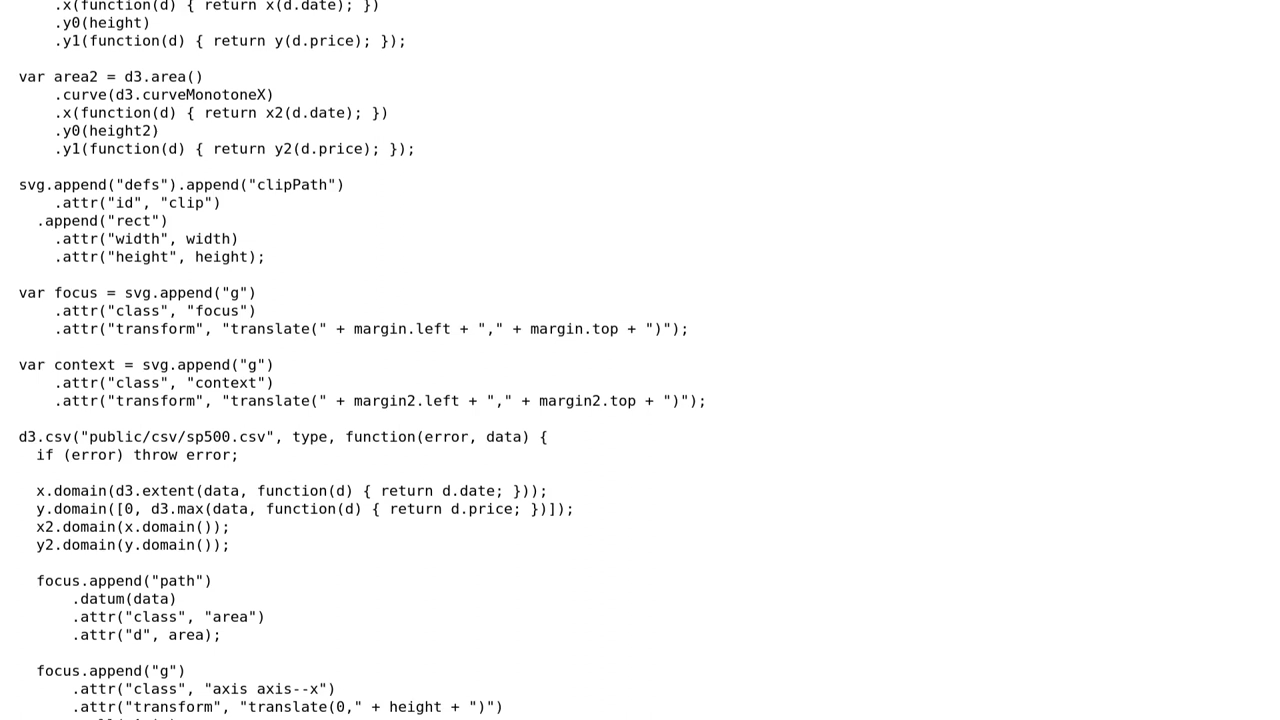 .x(function(d) { return x(d.date); })
.y0(height)
.y1(function(d) { return y(d.price); });
var area2 = d3.area()
.curve(d3.curveMonotoneX)
.x(function(d) { return x2(d.date); })
.y0(height2)
.y1(function(d) { return y2(d.price); });
svg.append("defs").append("clipPath")
.attr("id", "clip")
.append("rect")
.attr("width", width)
.attr("height", height);
var focus = svg.append("g")
.attr("class", "focus")
.attr("transform", "translate(" + margin.left + "," + margin.top + ")");
var context = svg.append("g")
.attr("class", "context")
.attr("transform", "translate(" + margin2.left + "," + margin2.top + ")");
d3.csv("public/csv/sp500.csv", type, function(error, data) {
if (error) throw error;
x.domain(d3.extent(data, function(d) { return d.date; }));
y.domain([0, d3.max(data, function(d) { return d.price; })]);
x2.domain(x.domain());
y2.domain(y.domain());
focus.append("path")
.datum(data)
.attr("class", "area")
.attr("d", area);
focus.append("g")
.attr("class", "axis axis--x")
.attr("transform", "translate(0," + height + ")")